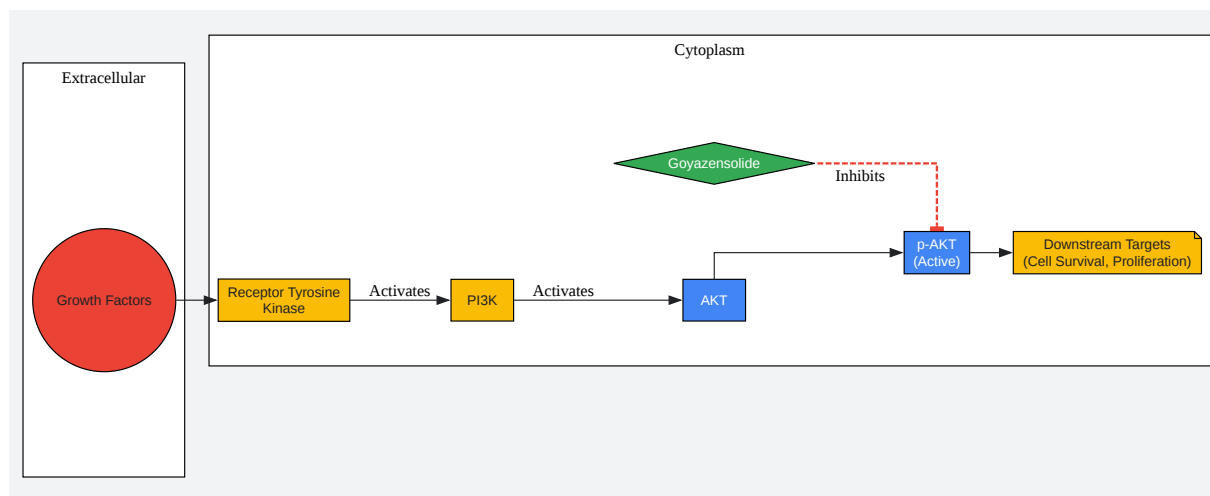 Extracellular
Growth Factors
Cytoplasm
Goyazensolide
Inhibits
Receptor Tyrosine
Kinase
Activates
PI3K
Activates
AKT
p-AKT
(Active)
Downstream Targets
(Cell Survival, Proliferation)